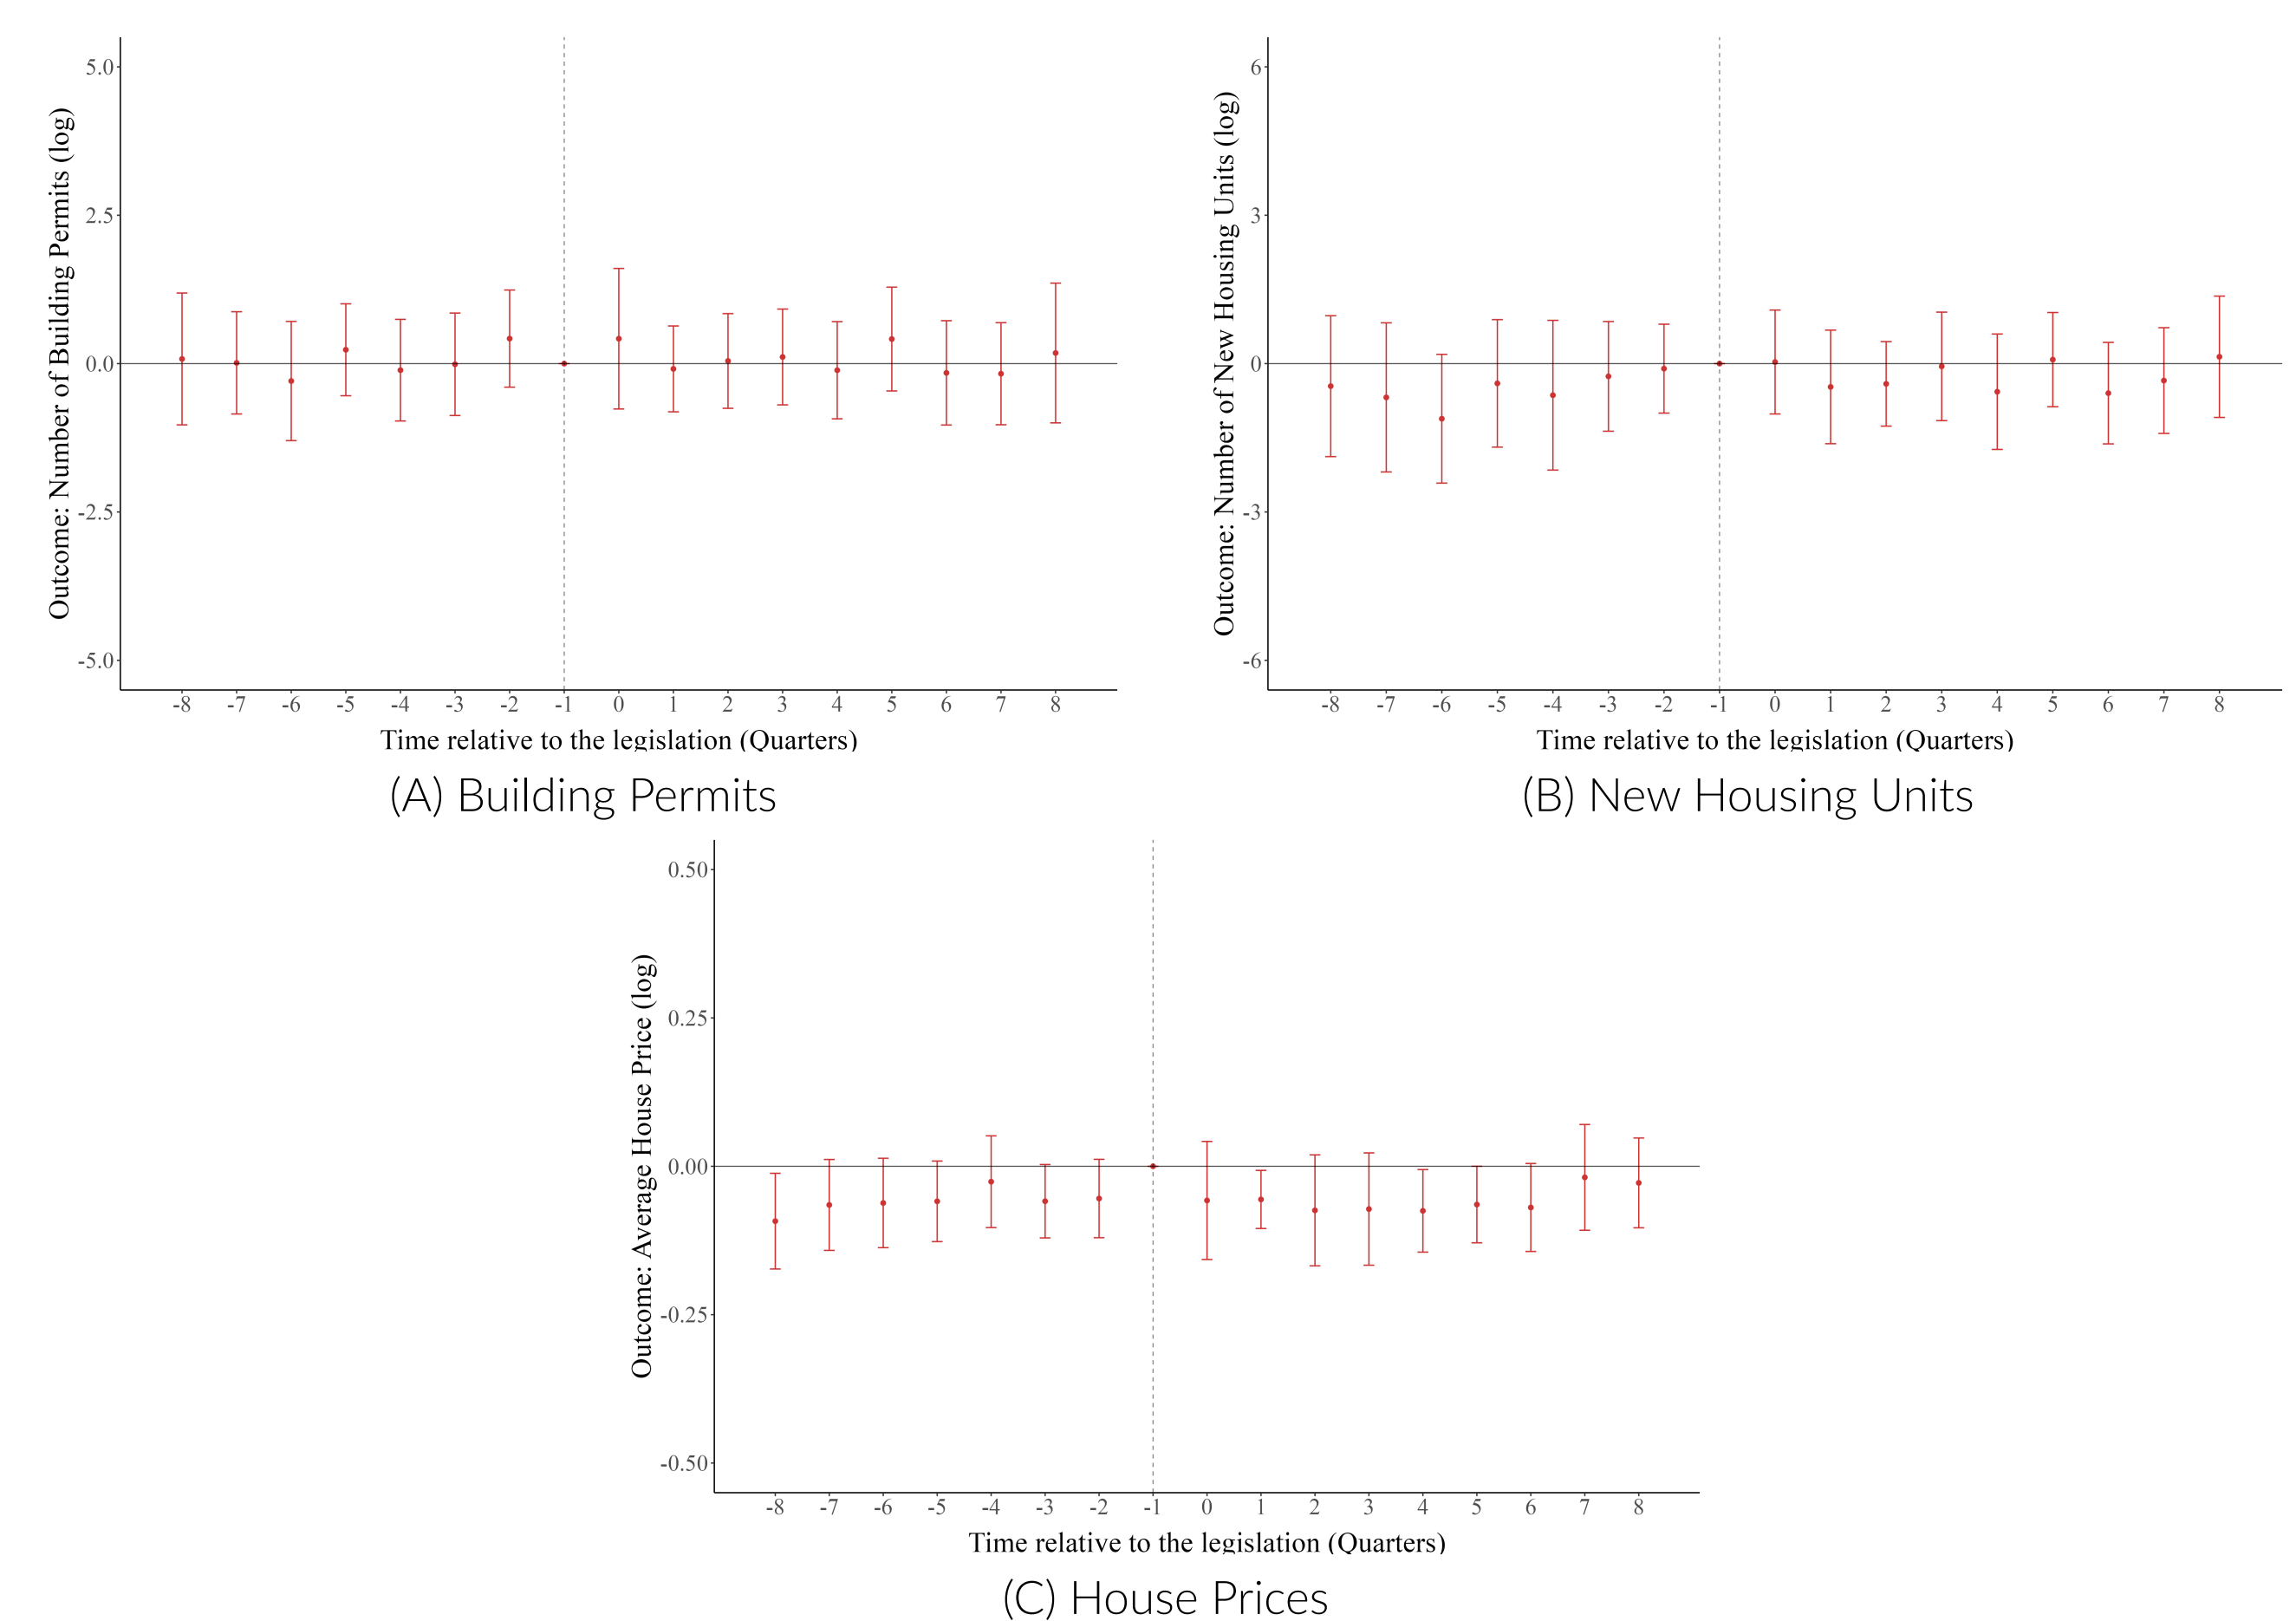 Outcome: Number of Building Permits (log)
5.0
2.5
0.0
-2.5
-5.0
-8 -7 -6 -5 -4 -3 -2 -1 0 1 2 3 4 5 6 7 8
Time relative to the legislation (Quarters)
(A) Building Permits
Outcome: Number of New Housing Units (log)
6
3
0
-3
-6
-8 -7 -6 -5 -4 -3 -2 -1 0 1 2 3 4 5 6 7 8
Time relative to the legislation (Quarters)
(B) New Housing Units
Outcome: Average House Price (log)
0.50
0.25
0.00
-0.25
-0.50
-8 -7 -6 -5 -4 -3 -2 -1 0 1 2 3 4 5 6 7 8
Time relative to the legislation (Quarters)
(C) House Prices